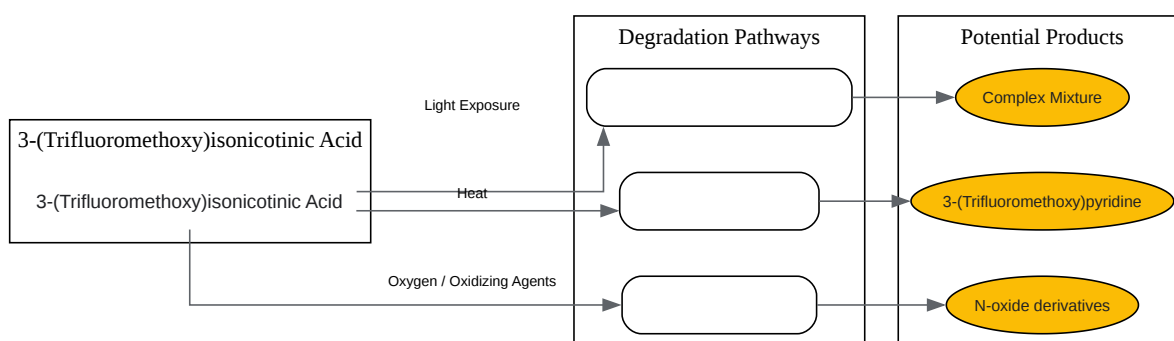 Degradation Pathways
Potential Products
Light Exposure
Complex Mixture
3-(Trifluoromethoxy)isonicotinic Acid
3-(Trifluoromethoxy)isonicotinic Acid
Heat
3-(Trifluoromethoxy)pyridine
Oxygen / Oxidizing Agents
N-oxide derivatives